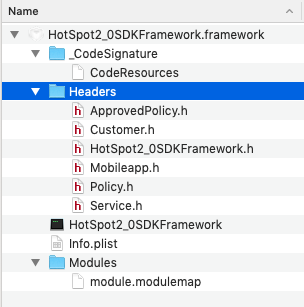 Name
HotSpot2_0SDKFramework.framework
_CodeSignature
CodeResources
Headers
ApprovedPolicy.h
Customer.h
HotSpot2_0SDKFramework.h
Mobileapp.h
Policy.h
Service.h
HotSpot2_0SDKFramework
Info.plist
Modules
module.modulemap